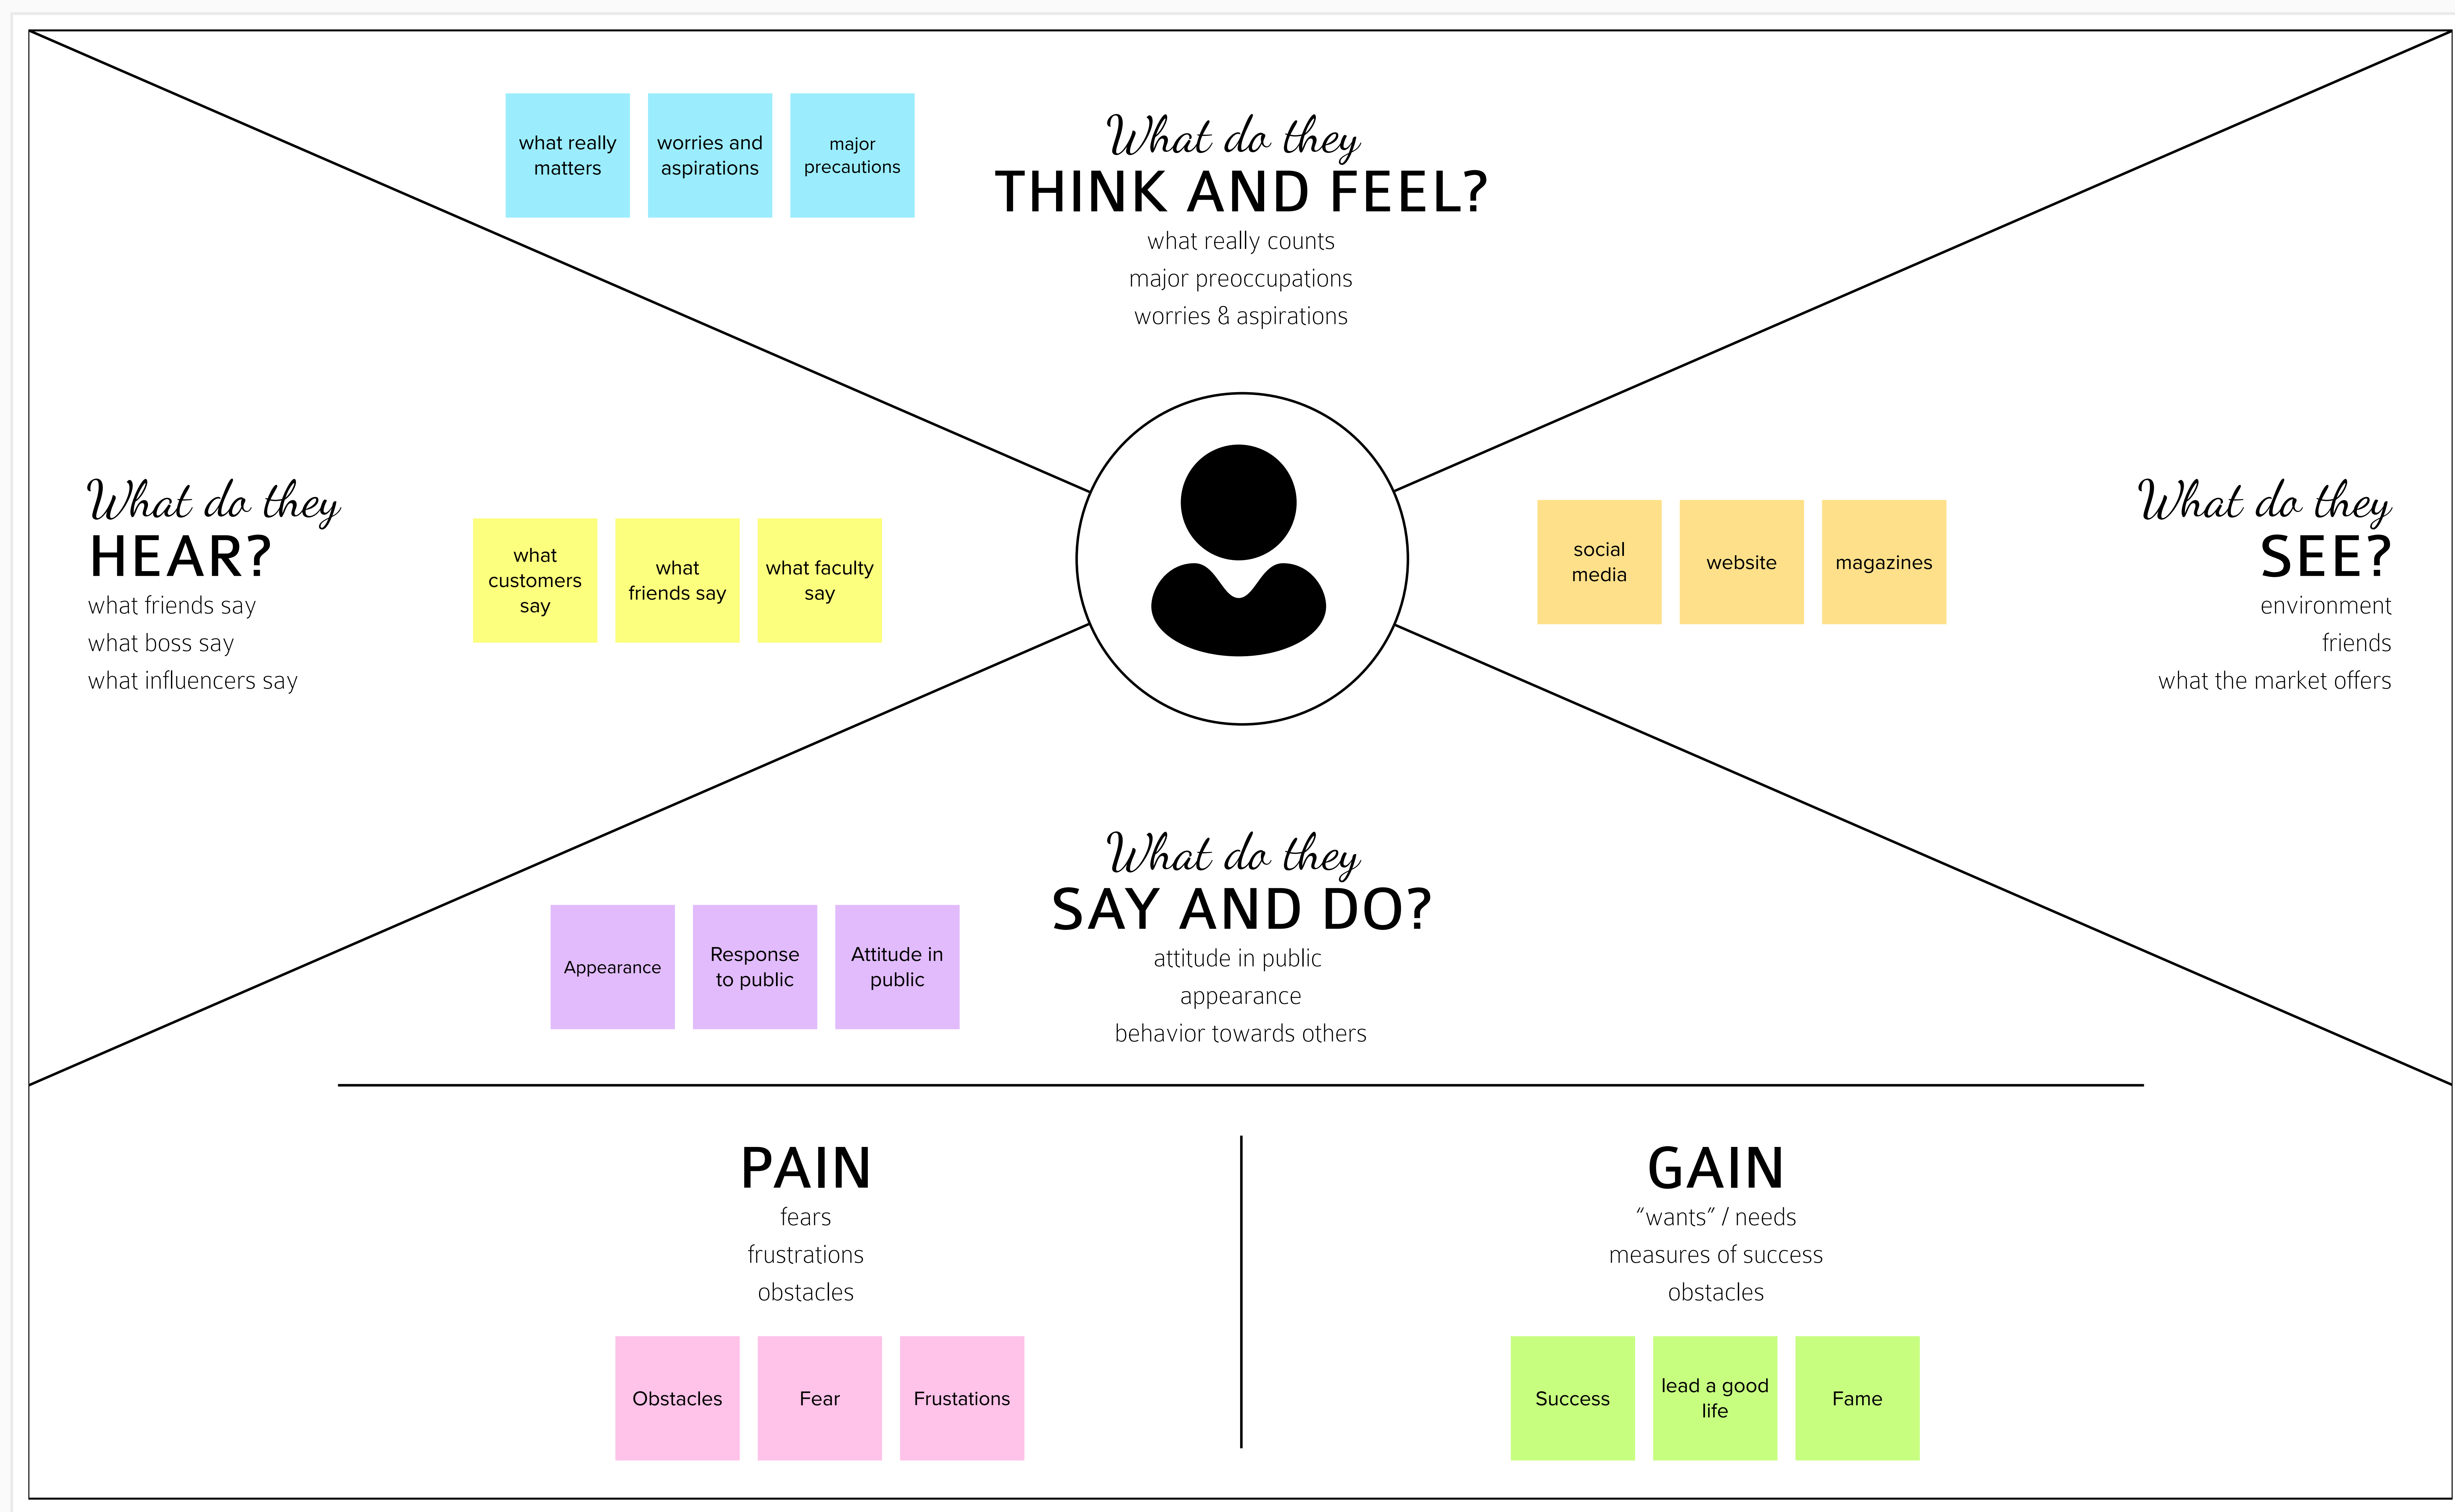 what really
matters
worries and
aspirations
major
precautions
What do they
THINK AND FEEL?
what really counts
major preoccupations
worries & aspirations
What do they
HEAR?
what friends say
what boss say
what influencers say
what
customers
say
what
friends say
what faculty
say
social
media
website
magazines
What do they
SEE?
environment
friends
what the market offers
What do they
SAY AND DO?
attitude in public
appearance
behavior towards others
Appearance
Response
to public
Attitude in
public
PAIN
fears
frustrations
obstacles
Obstacles
Fear
Frustations
GAIN
“wants” / needs
measures of success
obstacles
Success
lead a good
life
Fame